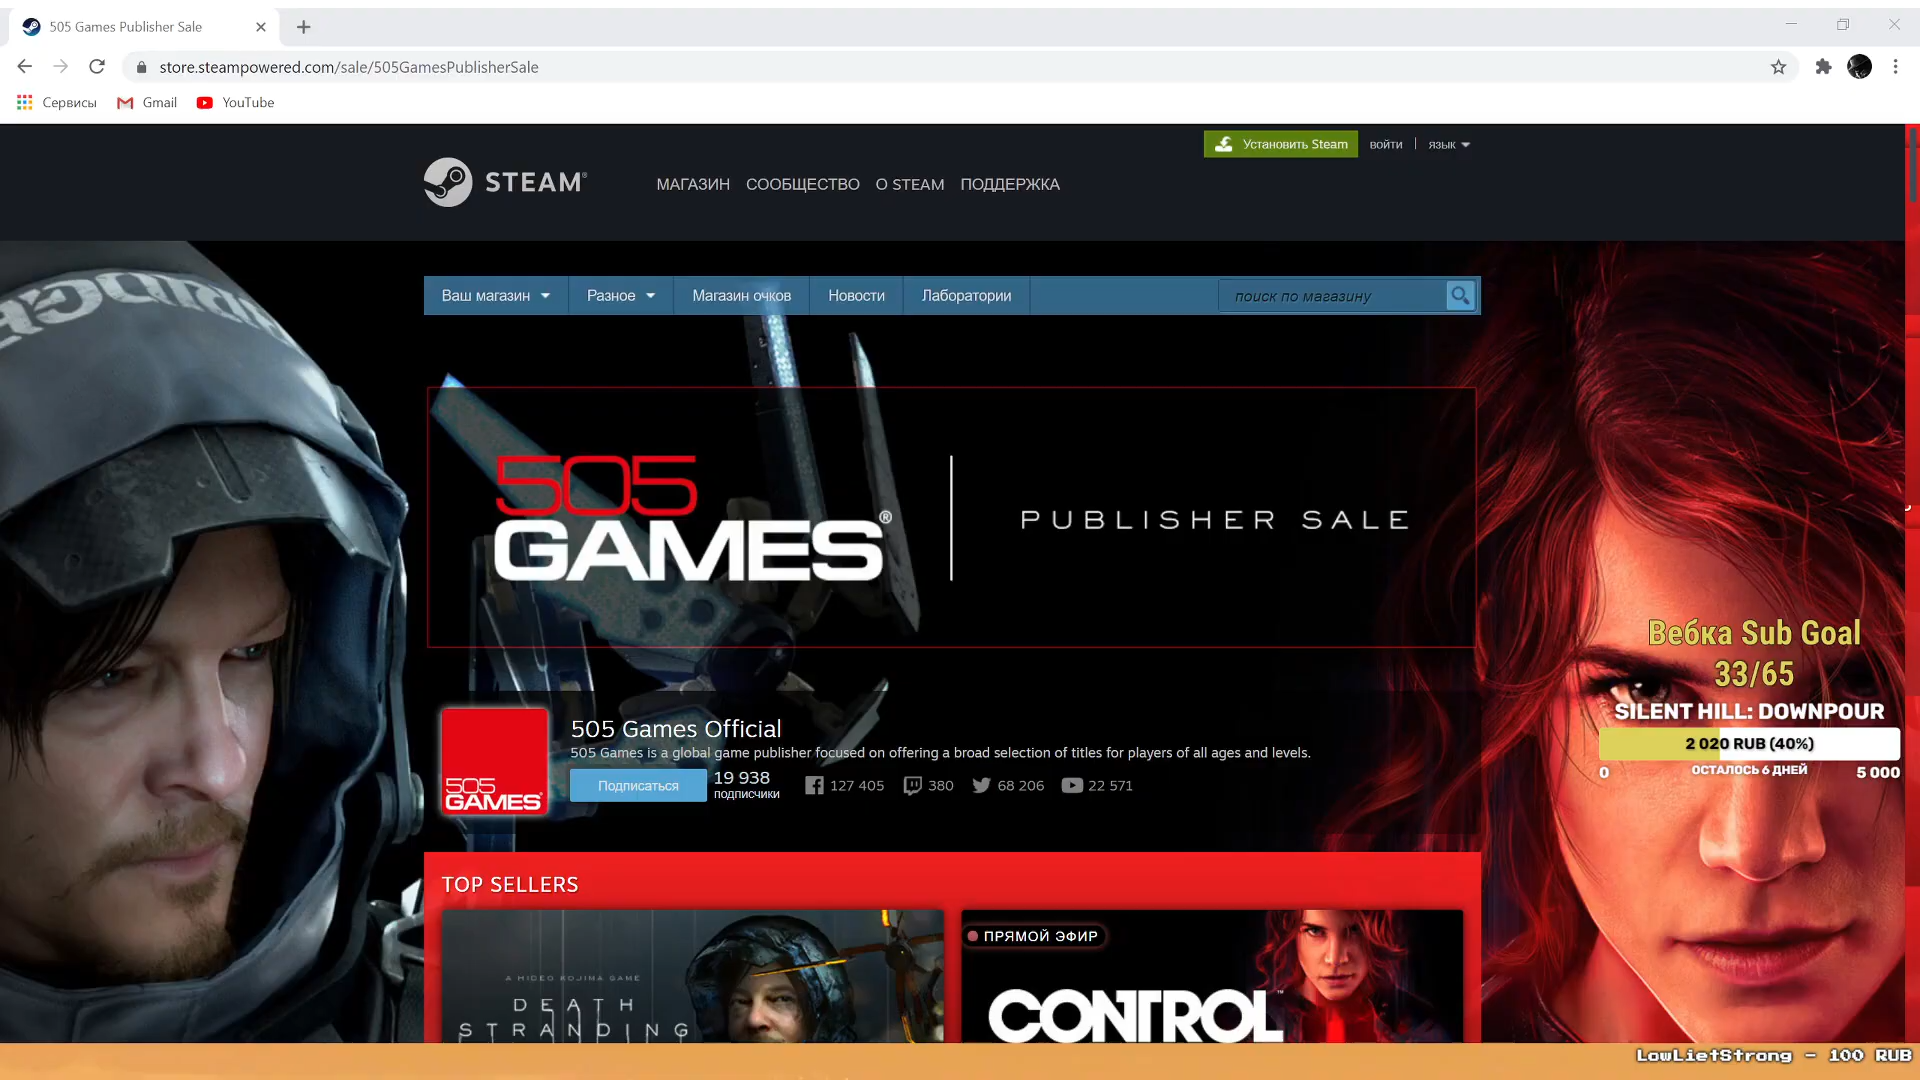 505 Games Publisher Sale
store.steampowered.com/sale/505GamesPublisherSale
Сервисы Gmail YouTube
Установить Steam войти | язык
STEAM®
МАГАЗИН СООБЩЕСТВО О STEAM ПОДДЕРЖКА
Ваш магазин Разное Магазин очков Новости Лаборатории поиск по магазину
505
GAMES®
PUBLISHER SALE
Вебка Sub Goal
33/65
SILENT HILL: DOWNPOUR
2 020 RUB (40%)
0 ОСТАЛОСЬ 6 ДНЕЙ 5 000
505 Games Official
505 Games is a global game publisher focused on offering a broad selection of titles for players of all ages and levels.
Подписаться 19 938 подписчики 127 405 380 68 206 22 571
505
GAMES®
TOP SELLERS
ПРЯМОЙ ЭФИР
A HIDEO KOJIMA GAME
DEATH
STRANDING
CONTROL™
LowLietStrong - 100 RUB